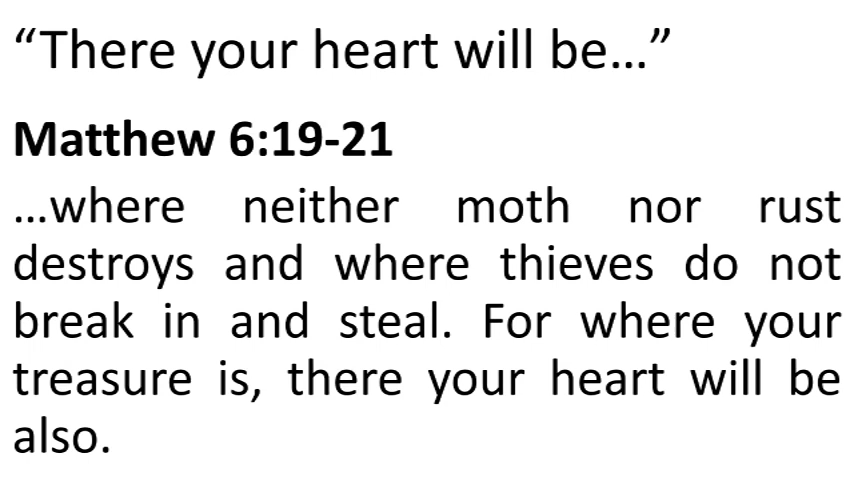 “There your heart will be…”
Matthew 6:19-21
…where neither moth nor rust
destroys and where thieves do not
break in and steal. For where your
treasure is, there your heart will be
also.